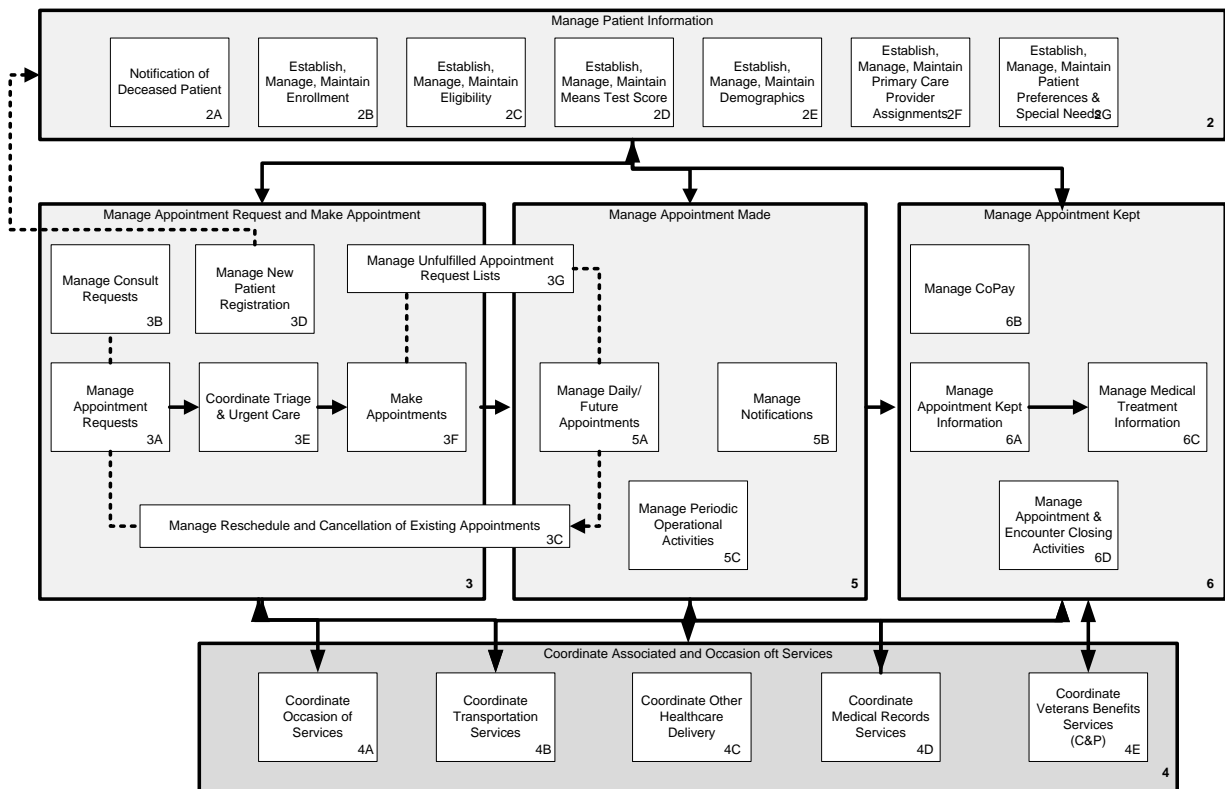 Manage Patient Information
Notification of
Deceased Patient
2A
Establish,
Manage, Maintain
Enrollment
2B
Establish,
Manage, Maintain
Eligibility
2C
Establish,
Manage, Maintain
Means Test Score
2D
Establish,
Manage, Maintain
Demographics
2E
Establish,
Manage, Maintain
Primary Care
Provider
Assignments
2F
Establish,
Manage, Maintain
Patient
Preferences &
Special Needs
2G
2
Manage Appointment Request and Make Appointment
Manage Consult
Requests
3B
Manage New
Patient
Registration
3D
Manage Unfulfilled Appointment
Request Lists
3G
Manage
Appointment
Requests
3A
Coordinate Triage
& Urgent Care
3E
Make
Appointments
3F
Manage Reschedule and Cancellation of Existing Appointments
3C
3
Manage Appointment Made
Manage Daily/
Future
Appointments
5A
Manage
Notifications
5B
Manage Periodic
Operational
Activities
5C
5
Manage Appointment Kept
Manage CoPay
6B
Manage
Appointment Kept
Information
6A
Manage Medical
Treatment
Information
6C
Manage
Appointment &
Encounter Closing
Activities
6D
6
Coordinate Associated and Occasion oft Services
Coordinate
Occasion of
Services
4A
Coordinate
Transportation
Services
4B
Coordinate Other
Healthcare
Delivery
4C
Coordinate
Medical Records
Services
4D
Coordinate
Veterans Benefits
Services
(C&P)
4E
4